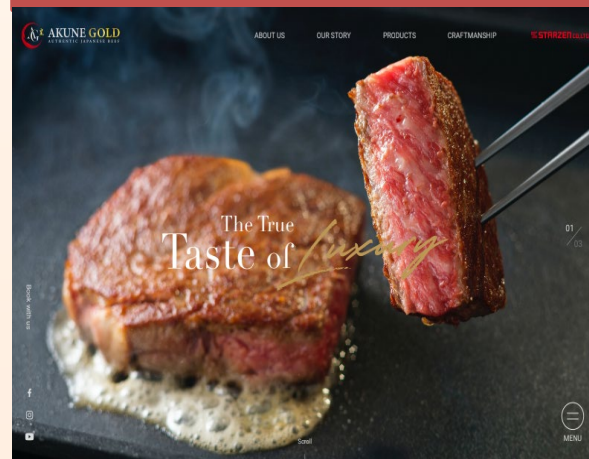 AKUNE GOLD
AUTHENTIC JAPANESE BEEF
ABOUT US
OUR STORY
PRODUCTS
CRAFTMANSHIP
STARZEN
The True
Taste of Luxury
01
03
Book with us
Scroll
MENU